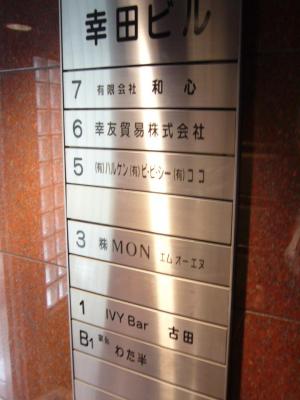 幸田ビル
7 有限会社 和心
6 幸友貿易株式会社
5 (有)ハルケン(有)ビ・ビ・シー(有)ココ
3 ㈱MON エムオーエヌ
1 IVY Bar 古田
B1 わた半